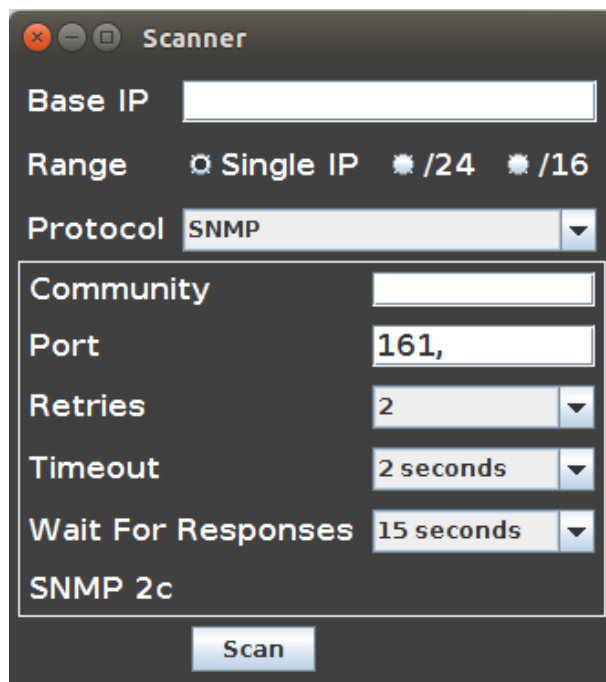 Scanner
Base IP
Range Single IP /24 /16
Protocol SNMP
Community
Port 161,
Retries 2
Timeout 2 seconds
Wait For Responses 15 seconds
SNMP 2c
Scan